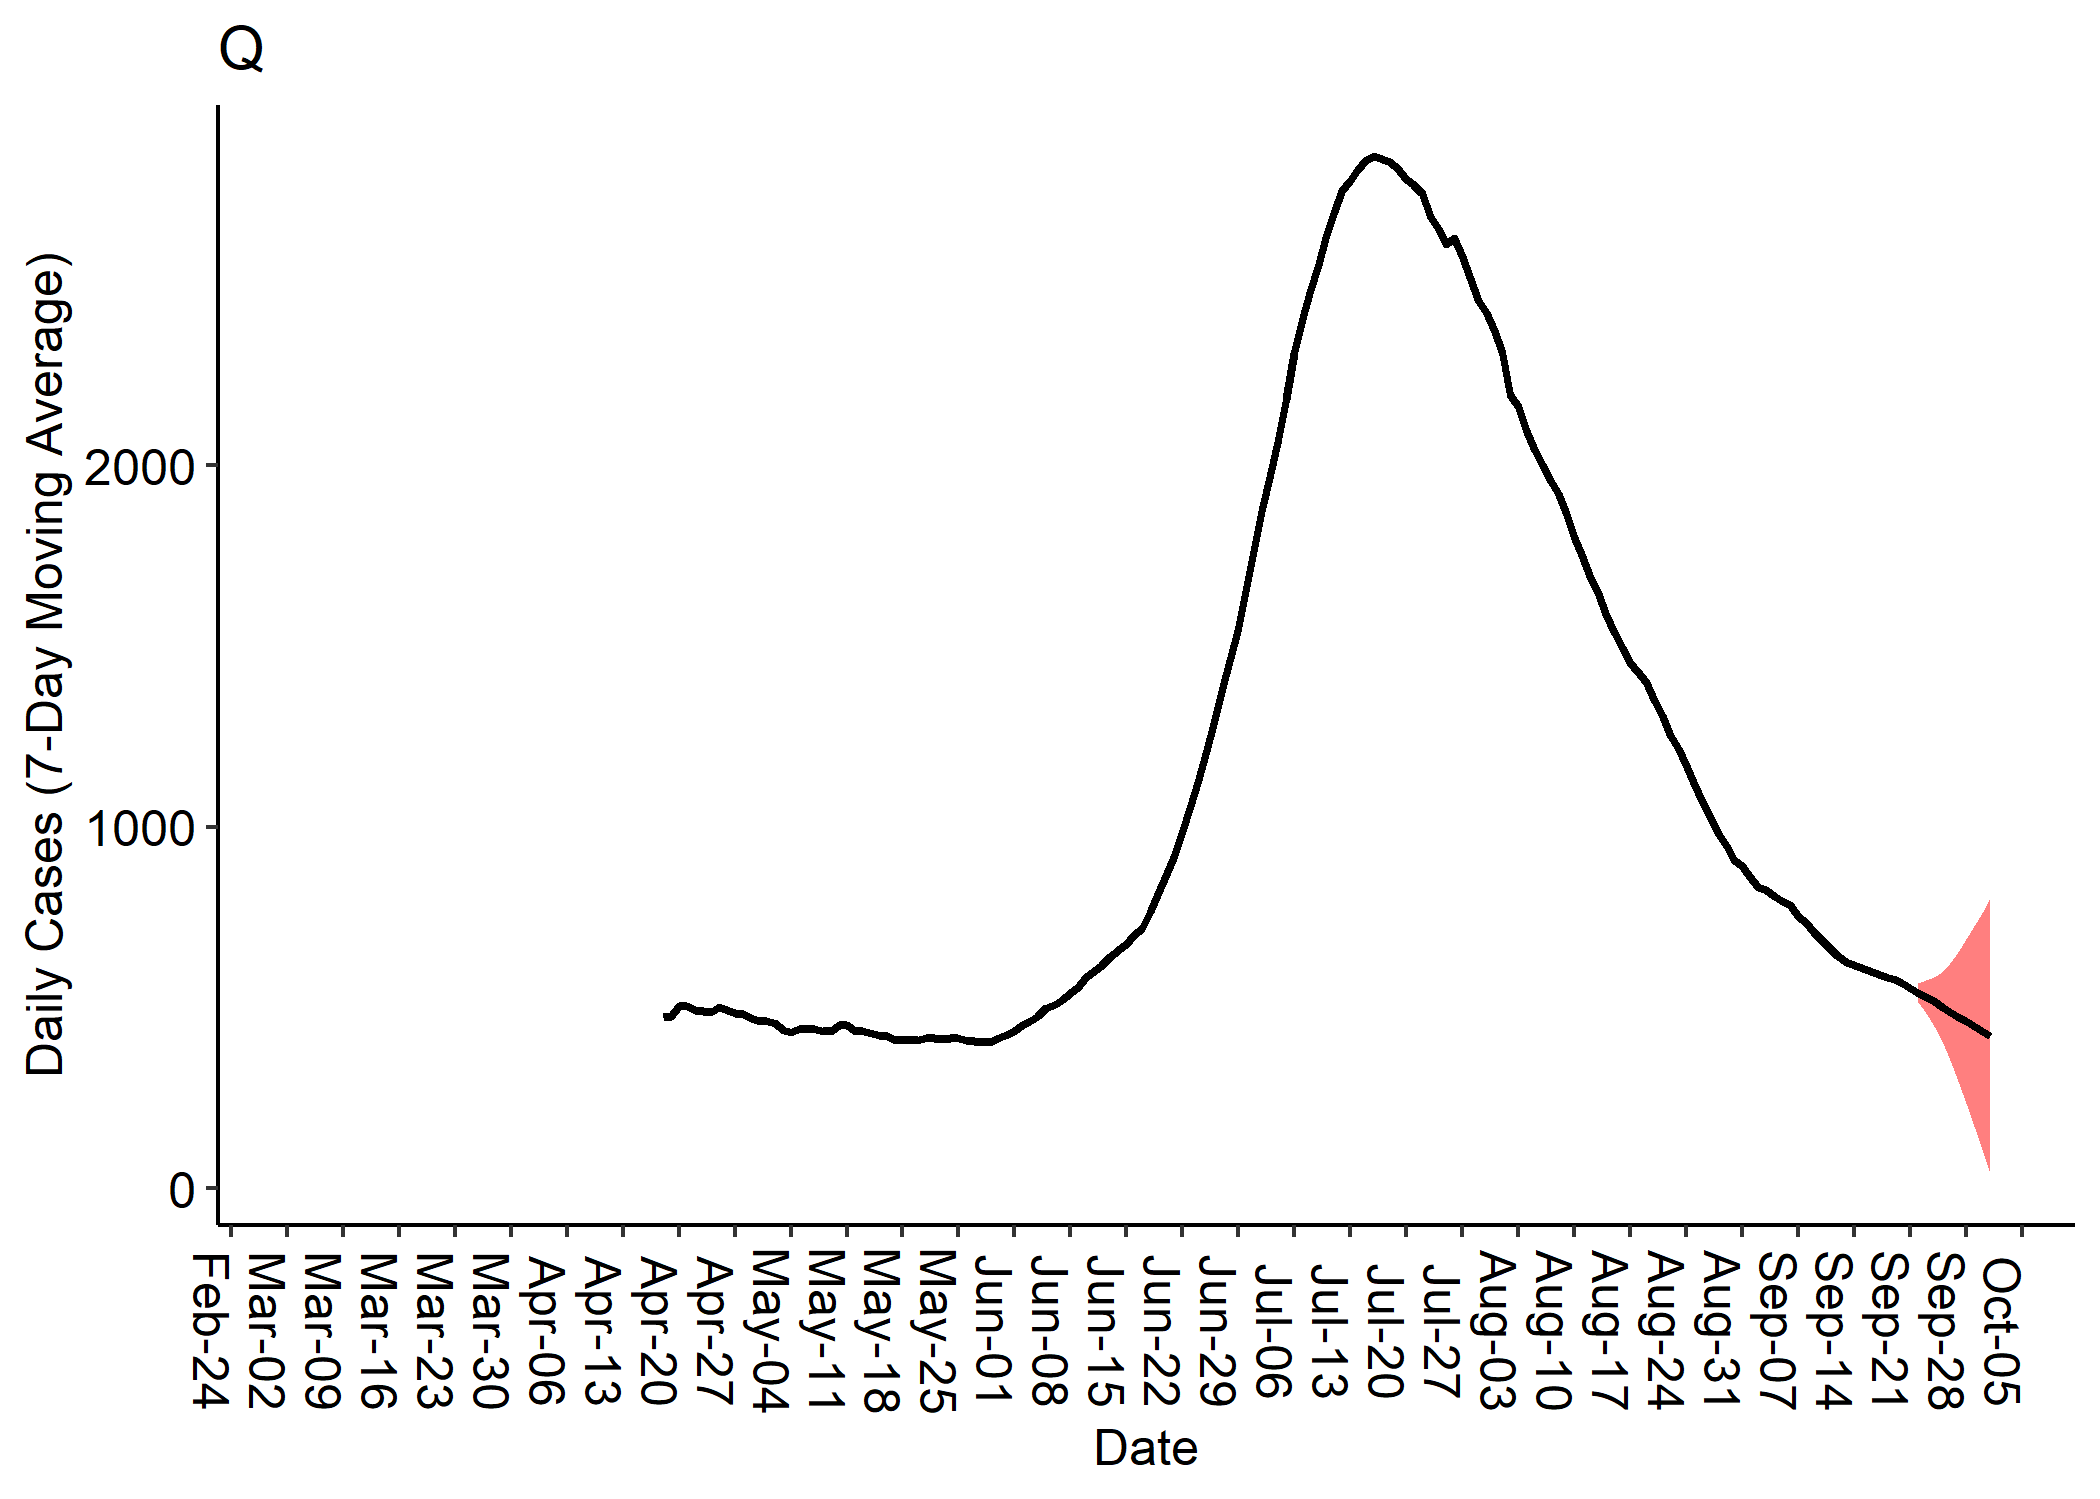 Q
Daily Cases (7-Day Moving Average)
2000
1000
0
Feb-24
Mar-02
Mar-09
Mar-16
Mar-23
Mar-30
Apr-06
Apr-13
Apr-20
Apr-27
May-04
May-11
May-18
May-25
Jun-01
Jun-08
Jun-15
Jun-22
Jun-29
Jul-06
Jul-13
Jul-20
Jul-27
Aug-03
Aug-10
Aug-17
Aug-24
Aug-31
Sep-07
Sep-14
Sep-21
Sep-28
Oct-05
Date